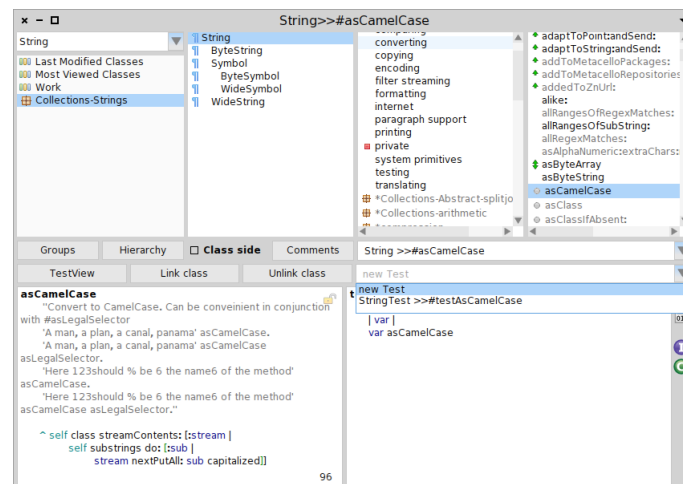 String>>#asCamelCase
String
Last Modified Classes
Most Viewed Classes
Work
Collections-Strings
String
ByteString
Symbol
ByteSymbol
WideSymbol
WideString
comparing
converting
copying
encoding
filter streaming
formatting
internet
paragraph support
printing
private
system primitives
testing
translating
*Collections-Abstract-splitjo
*Collections-arithmetic
adaptToPoint:andSend:
adaptToString:andSend:
addToMetacelloPackages:
addToMetacelloRepositories
addedToZnUrl:
alike:
allRangesOfRegexMatches:
allRangesOfSubString:
allRegexMatches:
asAlphaNumeric:extraChars:
asByteArray
asByteString
asCamelCase
asClass
asClassIfAbsent:
Groups
Hierarchy
Class side
Comments
String >>#asCamelCase
TestView
Link class
Unlink class
new Test
new Test
StringTest >>#testAsCamelCase
asCamelCase
"Convert to CamelCase. Can be conveinient in conjunction
with #asLegalSelector
'A man, a plan, a canal, panama' asCamelCase.
'A man, a plan, a canal, panama' asCamelCase
asLegalSelector.
'Here 123should % be 6 the name6 of the method'
asCamelCase.
'Here 123should % be 6 the name6 of the method'
asCamelCase asLegalSelector."
^ self class streamContents: [:stream |
self substrings do: [:sub |
stream nextPutAll: sub capitalized]]
96
| var |
var asCamelCase